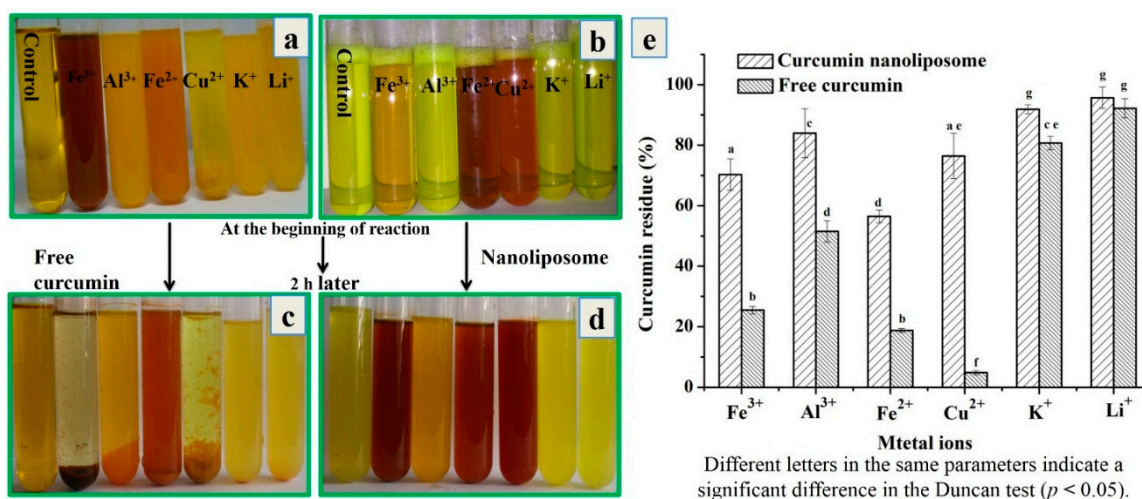 a
Control
Fe³⁺
Al³⁺
Fe²⁺
Cu²⁺
K⁺
Li⁺
b
Control
Fe³⁺
Al³⁺
Fe²⁺
Cu²⁺
K⁺
Li⁺
At the beginning of reaction
Free
curcumin
2 h later
Nanoliposome
c
d
e
Curcumin nanoliposome
Free curcumin
Curcumin residue (%)
100
80
60
40
20
0
a
b
c
d
d
b
a e
f
g
c e
g
g
Fe³⁺
Al³⁺
Fe²⁺
Cu²⁺
K⁺
Li⁺
Mtetal ions
Different letters in the same parameters indicate a
significant difference in the Duncan test (p < 0.05).